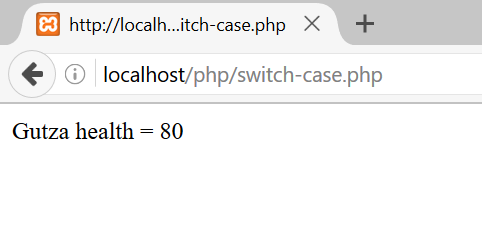 http://localh...itch-case.php
localhost/php/switch-case.php
Gutza health = 80